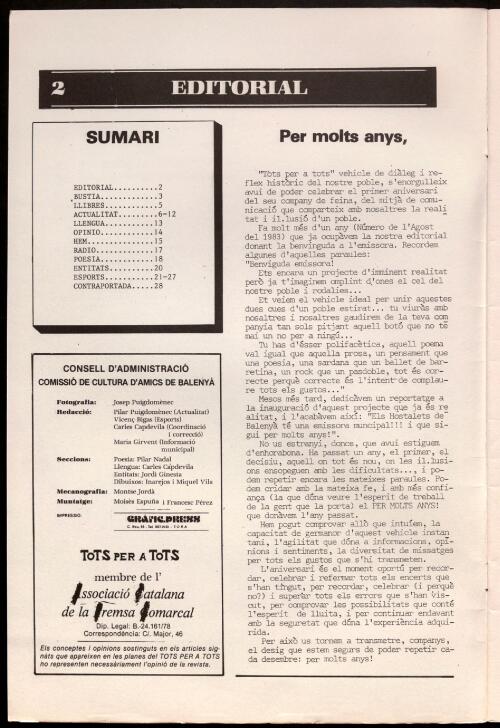 2
EDITORIAL
SUMARI
EDITORIAL..........2
BUSTIA.............3
LLIBRES............5
ACTUALITAT.........6-12
LLENGUA............13
OPINIO.............14
HEM................15
RADIO..............17
POESIA.............18
ENTITATS...........20
ESPORTS............21-27
CONTRAPORTADA......28
CONSELL D'ADMINISTRACIÓ
COMISSIÓ DE CULTURA D'AMICS DE BALENYÀ
Fotografia: Josep Puigdomènec
Redacció: Pilar Puigdomènec (Actualitat)
Vicenç Bigas (Esports)
Carles Capdevila (Coordinació
i correcció)
Maria Girvent (Informació
municipal)
Seccions: Poesia: Pilar Nadal
Llengua: Carles Capdevila
Entitats: Jordi Ginesta
Dibuixos: Inarejos i Miquel Vila
Mecanografia: Montse Jordà
Muntatge: Moisès Espuña i Francesc Pérez
IMPRESSIO:
GRÀFIC.PRENN
TOTS PER A TOTS
membre de l'
Associació Catalana
de la Premsa Comarcal
Dip. Legal: B-24.161/78
Correspondència: C/. Major, 46
Els conceptes i opinions sostinguts en els articles sig-
nats que appreixen en les planes del TOTS PER A TOTS
no representen necessàriament l'opinió de la revista.
Per molts anys,
"Tots per a tots" vehicle de diàleg i re-
flex històric del nostre poble, s'enorgulleix
avui de poder celebrar el primer aniversari
del seu company de feina, del mitjà de comu-
nicació que comparteix amb nosaltres la reali
tat i il.lusió d'un poble.
Fa molt més d'un any (Número de l'Agost
del 1983) que ja ocupàvem la nostra editorial
donant la benvinguda a l'emissora. Recordem
algunes d'aquelles paraules:
"Benviguda emissora!
Ets encara un projecte d'iminent realitat
però ja t'imaginem omplint d'ones el cel del
nostre poble i rodalies...
Et veiem el vehicle ideal per unir aquestes
dues cues d'un poble estirat... tu viuràs amb
nosaltres i nosaltres gaudirem de la teva com
panyia tan sols pitjant aquell botó que no té
mai un no per a ningú...
Tu has d'ésser polifacètica, aquell poema
val igual que aquella prosa, un pensament que
una poesia, una sardana que un ballet de bar-
retina, un rock que un pasdoble, tot és cor-
recte perquè correcte és l'intent de complau-
re tots els gustos..."
Mesos més tard, dedicàvem un reportatge a
la inauguració d'aquest projecte que ja és re
alitat, i l'acabàvem així: "Els Hostalets de
Balenyà té una emissora muncipal!!! i que si-
gui per molts anys!".
No us estranyi, doncs, que avui estiguem
d'enhorabona. Ha passat un any, el primer, el
decisiu, aquell on tot és nou, on les il.lusi-
ons ensopeguen amb les dificultats..., i po-
dem repetir encara les mateixes paraules. Po-
dem cridar amb la mateixa fe, i amb més confi-
ança (la que dóna veure l'esperit de treball
de la gent que la porta) el PER MOLTS ANYS!
que donàvem l'any passat.
Hem pogut comprovar allò que intuíem, la
capacitat de germanor d'aquest vehicle instan
tani, l'agilitat que dóna a informacions, opi-
nions i sentiments, la diversitat de missatges
per tots els gustos que s'hi transmeten.
L'aniversari és el moment oportú per recor-
dar, celebrar i refermar tots els encerts que
s'han tingut, per recordar, celebrar (i perquè
no?) i superar tots els errors que s'han vis-
cut, per comprovar les possibilitats que conté
l'esperit de lluita, i per continuar endavant
amb la seguretat que dóna l'experiència adqui-
rida.
Per això us tornem a transmetre, companys,
el desig que estem segurs de poder repetir ca-
da desembre: per molts anys!